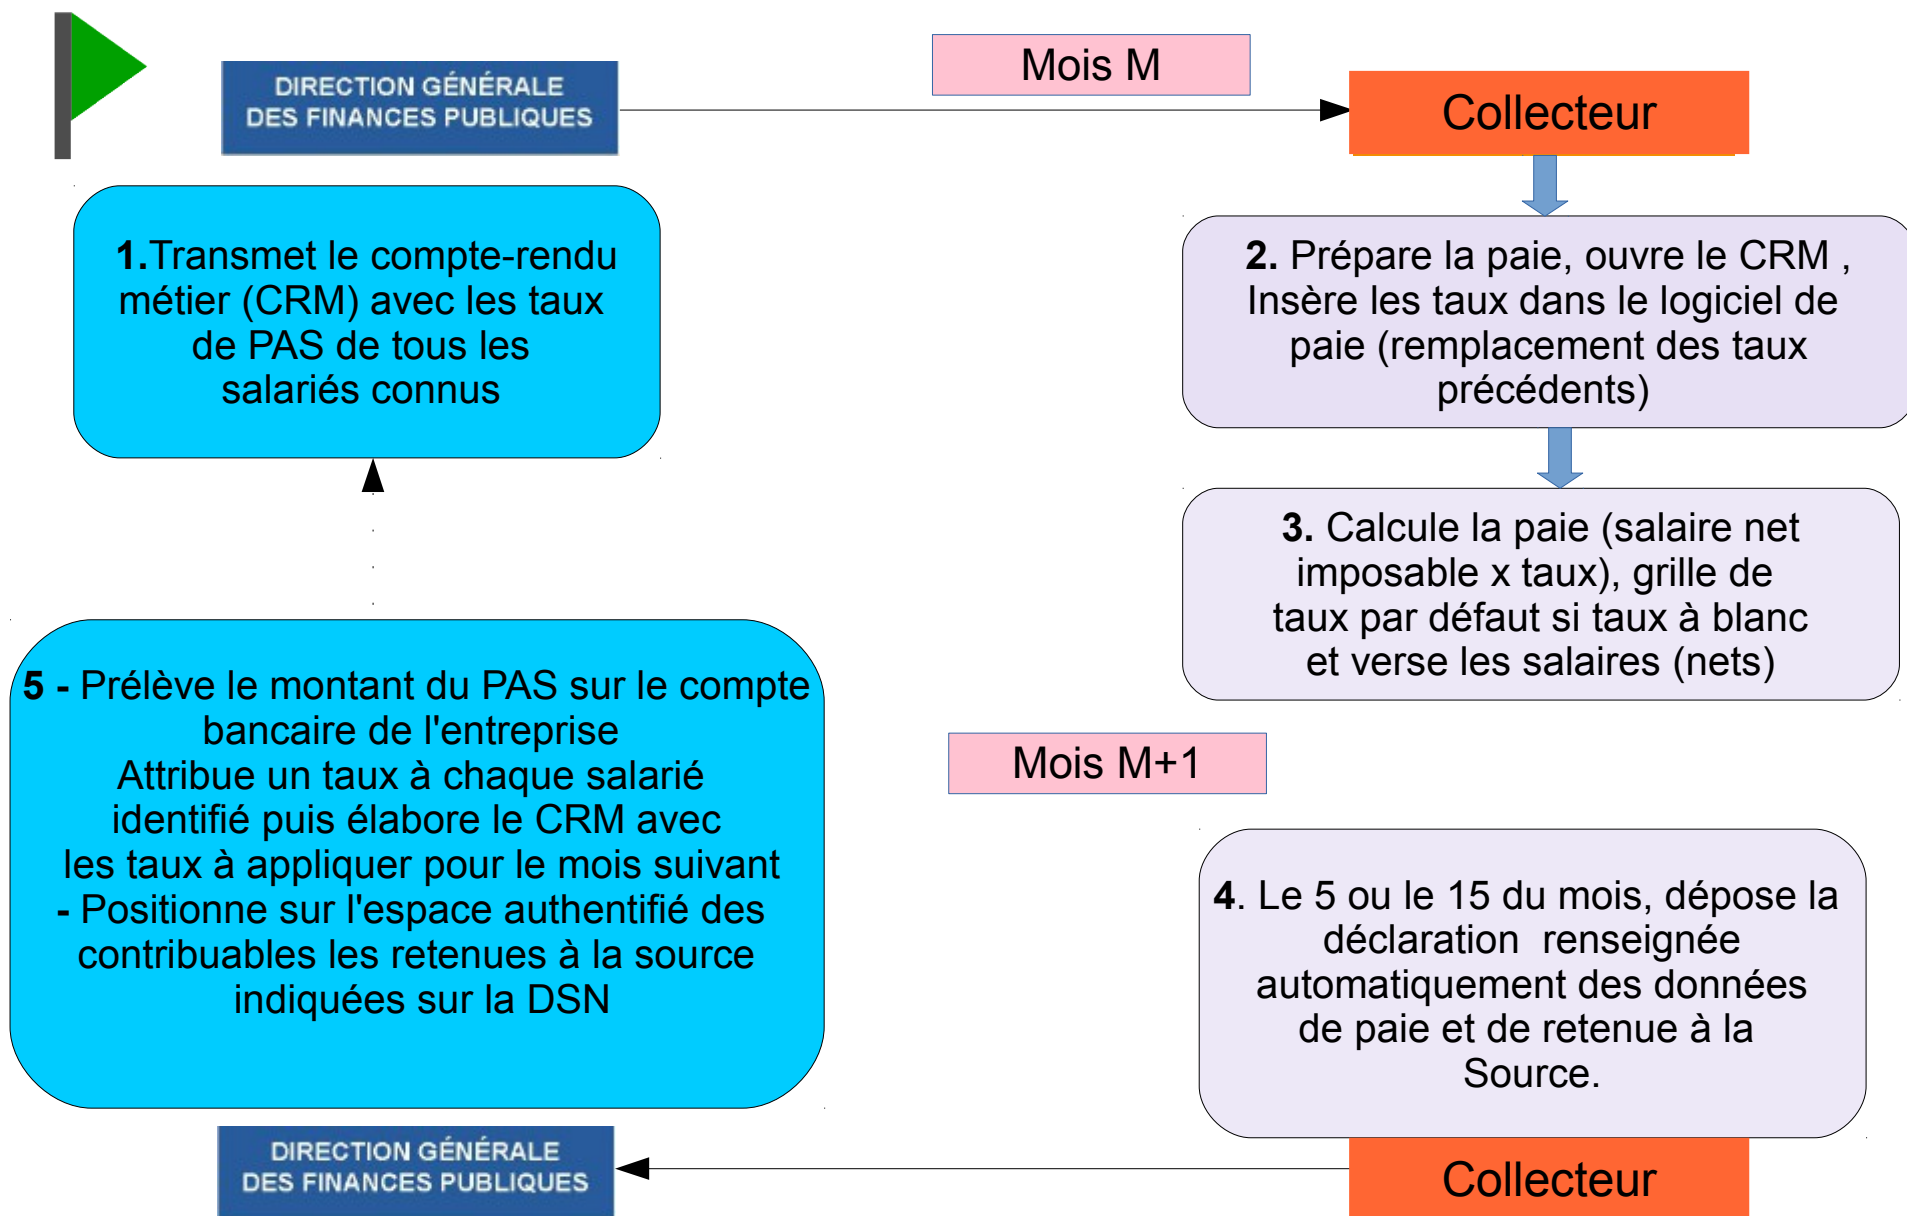 DIRECTION GÉNÉRALE
DES FINANCES PUBLIQUES
Mois M
Collecteur
1.Transmet le compte-rendu
métier (CRM) avec les taux
de PAS de tous les
salariés connus
2. Prépare la paie, ouvre le CRM ,
Insère les taux dans le logiciel de
paie (remplacement des taux
précédents)
3. Calcule la paie (salaire net
imposable x taux), grille de
taux par défaut si taux à blanc
et verse les salaires (nets)
Mois M+1
4. Le 5 ou le 15 du mois, dépose la
déclaration  renseignée
automatiquement des données
de paie et de retenue à la
Source.
Collecteur
5 - Prélève le montant du PAS sur le compte
bancaire de l'entreprise
Attribue un taux à chaque salarié
identifié puis élabore le CRM avec
les taux à appliquer pour le mois suivant
- Positionne sur l'espace authentifié des
contribuables les retenues à la source
indiquées sur la DSN
DIRECTION GÉNÉRALE
DES FINANCES PUBLIQUES